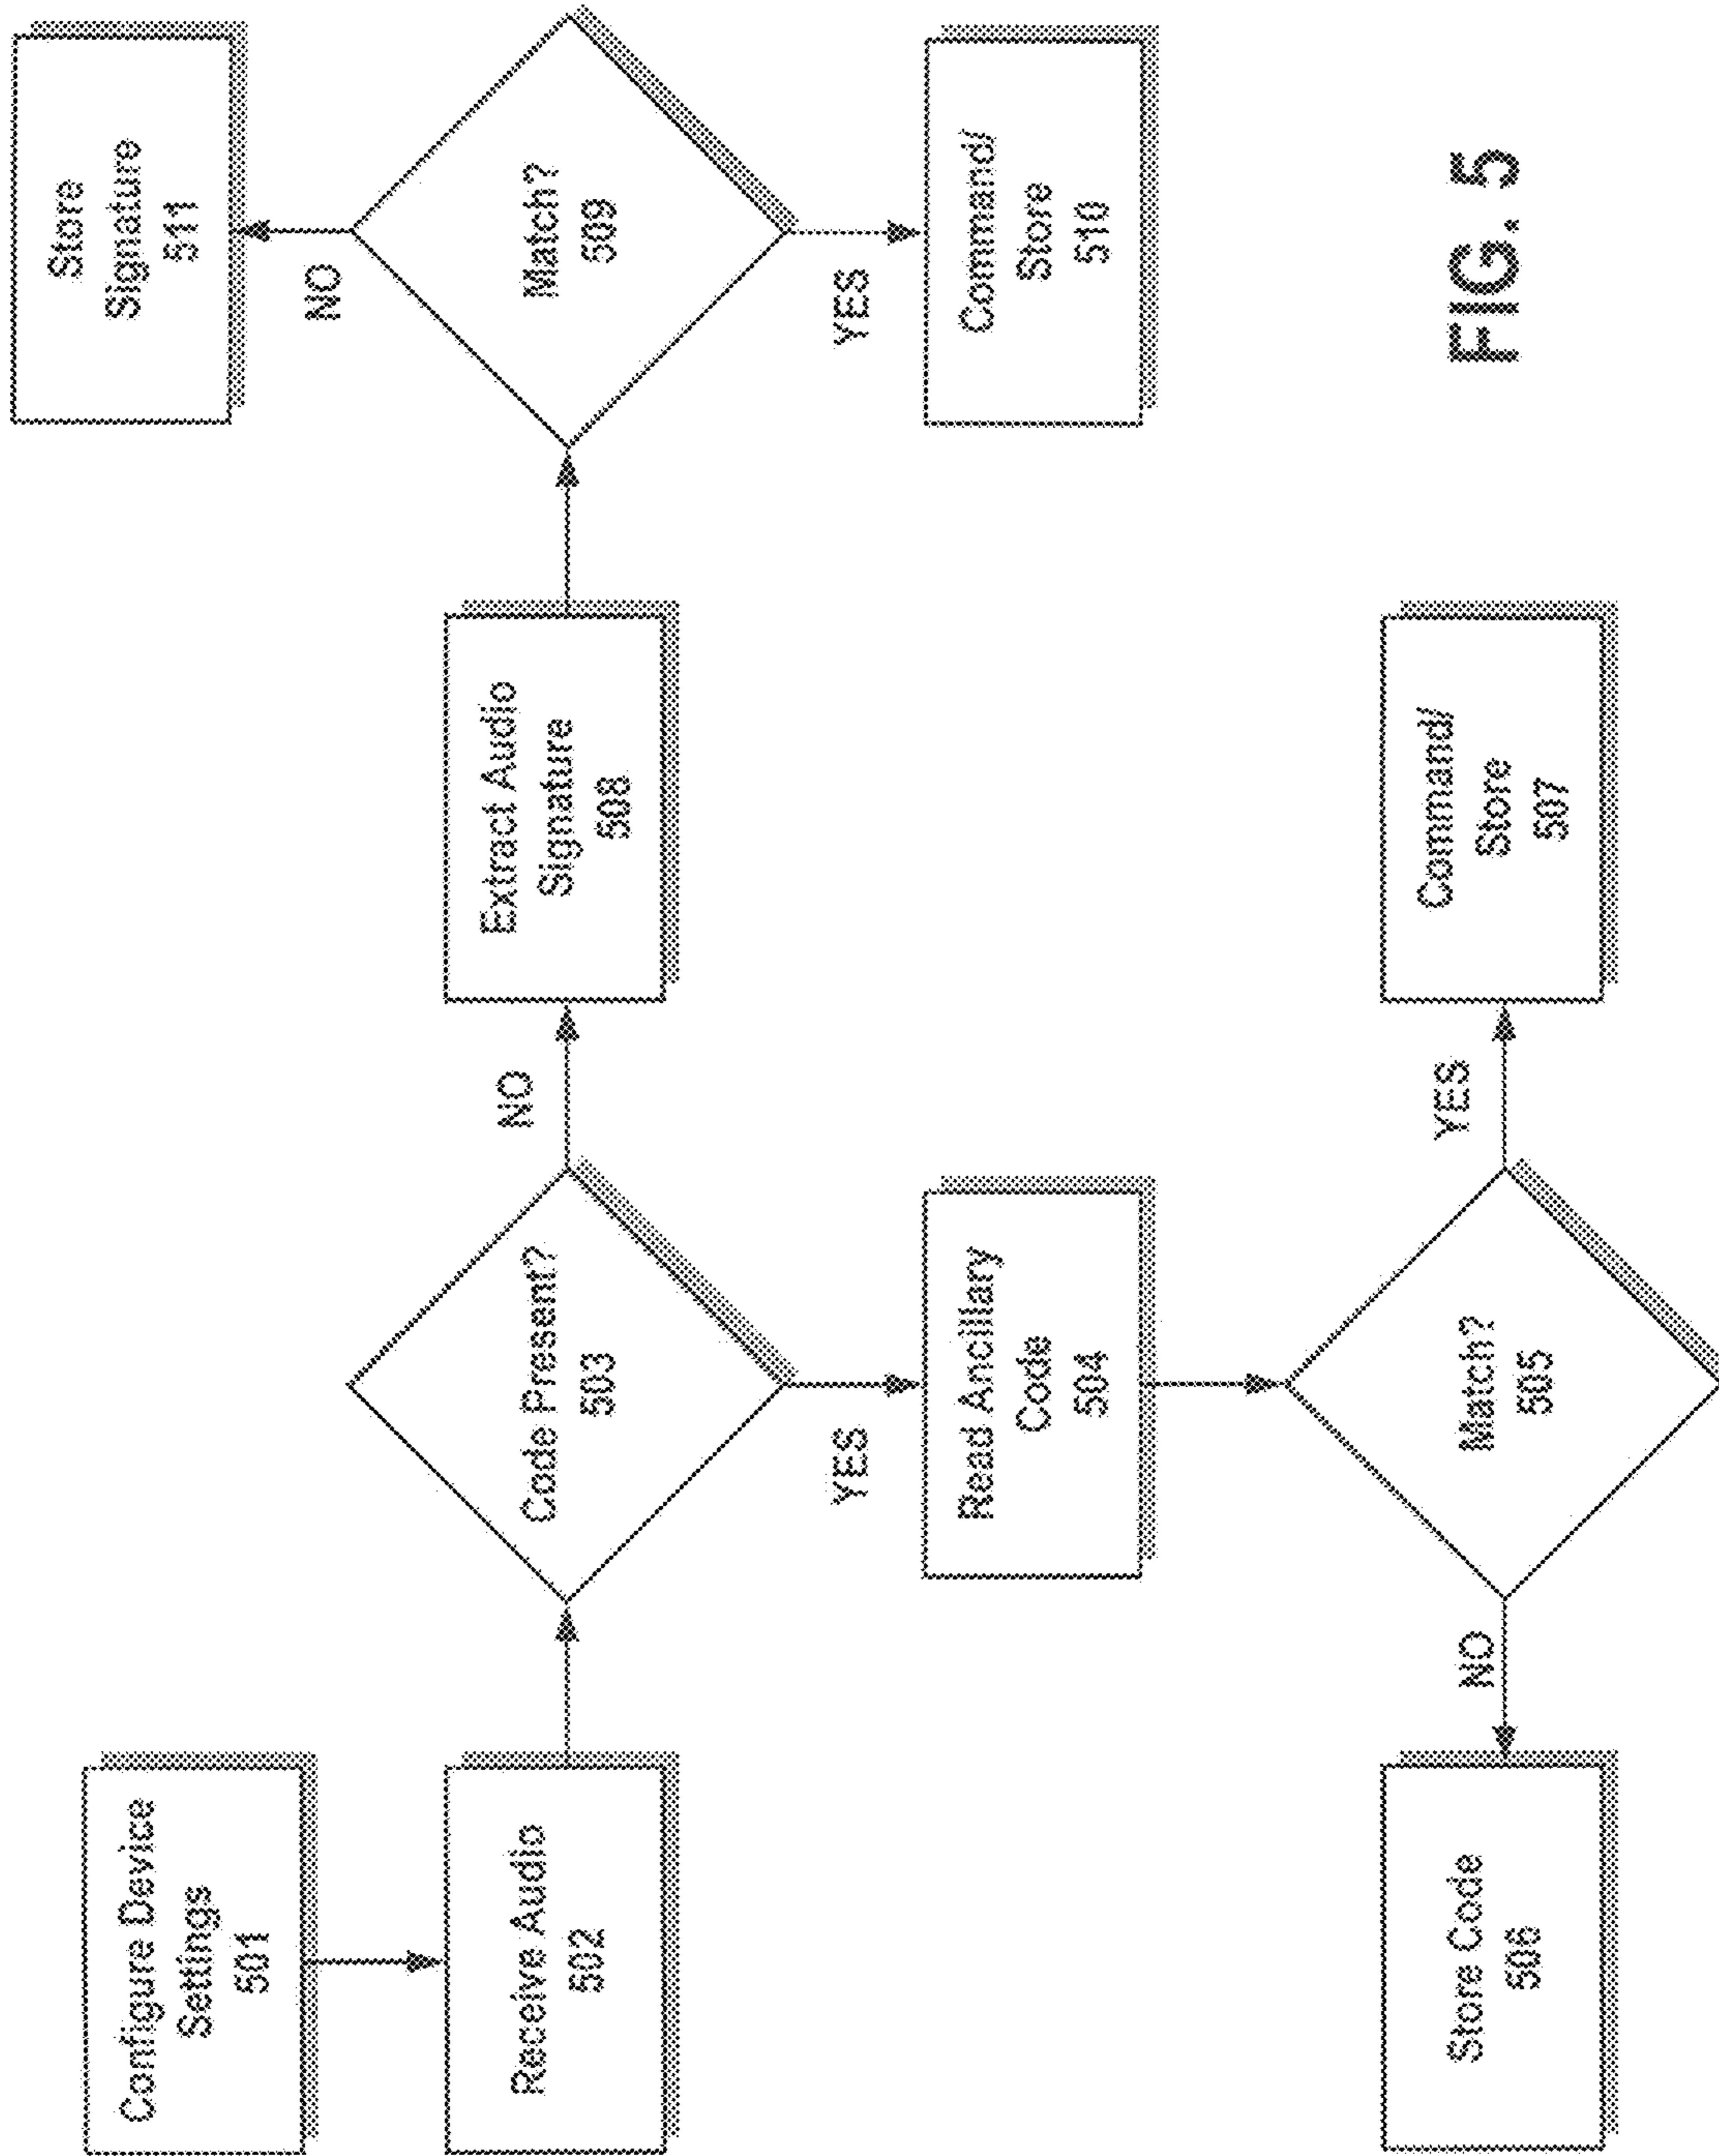 Configure Device
Settings
501
Receive Audio
502
Code Present?
503
NO
Extract Audio
Signature
508
Match?
509
NO
Store
Signature
511
YES
Command/
Store
510
YES
Read Ancillary
Code
504
Match?
505
NO
Store Code
506
YES
Command/
Store
507
FIG. 5